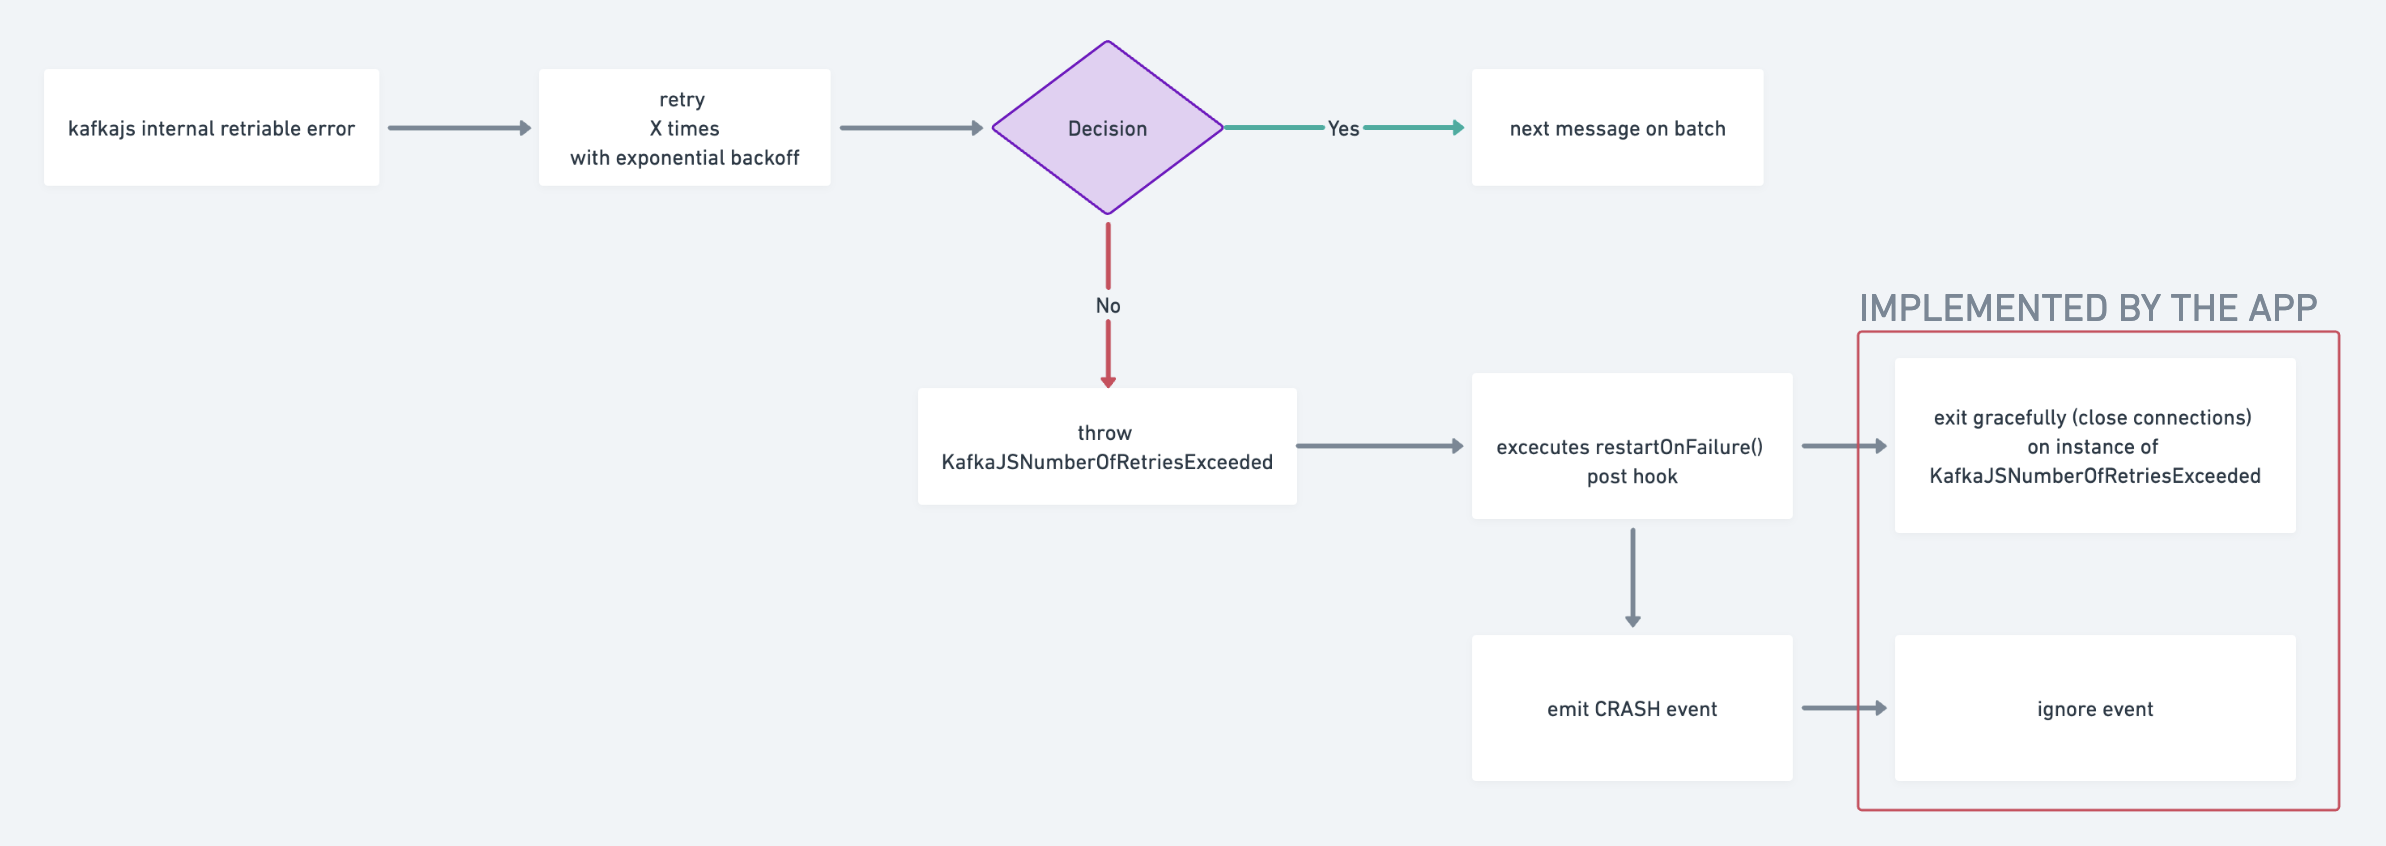 kafkajs internal retriable error
retry
X times
with exponential backoff
Decision
Yes
next message on batch
No
IMPLEMENTED BY THE APP
throw
KafkaJSNumberOfRetriesExceeded
excecutes restartOnFailure()
post hook
exit gracefully (close connections)
on instance of
KafkaJSNumberOfRetriesExceeded
emit CRASH event
ignore event